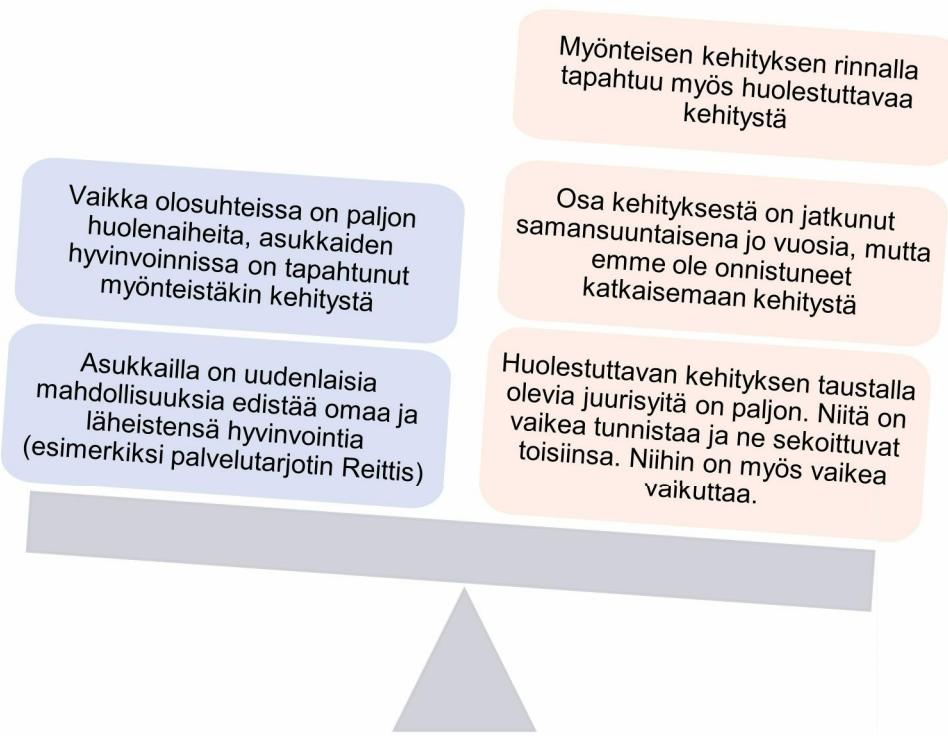 Vaikka olosuhteissa on paljon
huolenaiheita, asukkaiden
hyvinvoinnissa on tapahtunut
myönteistäkin kehitystä
Asukkailla on uudenlaisia
mahdollisuuksia edistää omaa ja
läheistensä hyvinvointia
(esimerkiksi palvelutarjotin Reittis)
Myönteisen kehityksen rinnalla
tapahtuu myös huolestuttavaa
kehitystä
Osa kehityksestä on jatkunut
samansuuntaisena jo vuosia, mutta
emme ole onnistuneet
katkaisemaan kehitystä
Huolestuttavan kehityksen taustalla
olevia juurisyitä on paljon. Niitä on
vaikea tunnistaa ja ne sekoittuvat
toisiinsa. Niihin on myös vaikea
vaikuttaa.